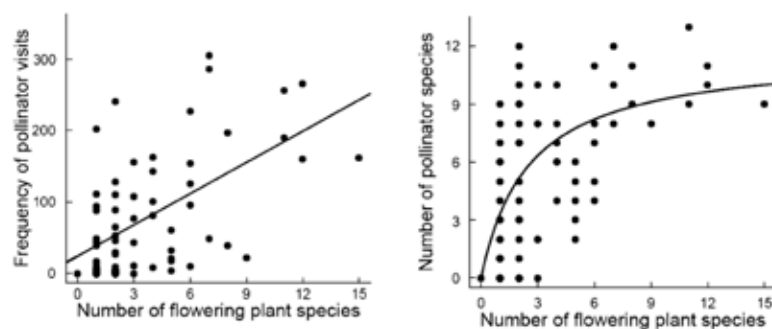 Frequency of pollinator visits
300
200
100
0
0 3 6 9 12 15
Number of flowering plant species
Number of pollinator species
12
9
6
3
0
0 3 6 9 12 15
Number of flowering plant species